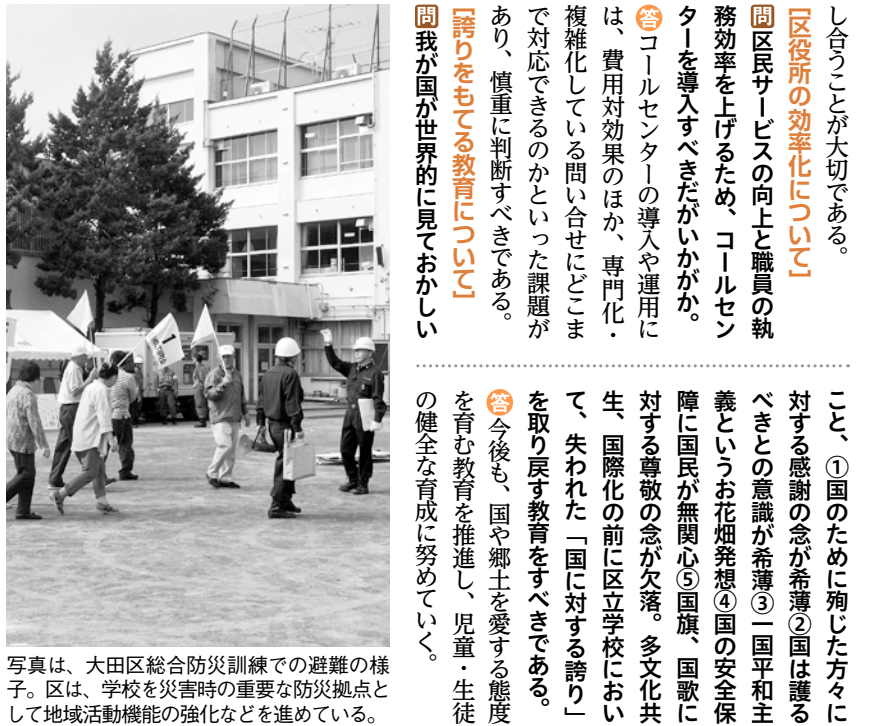 し合うことが大切である。
[区役所の効率化について]
問 区民サービスの向上と職員の執
務効率を上げるため、コールセン
ターを導入すべきだがいかがか。
答 コールセンターの導入や運用に
は、費用対効果のほか、専門化・
複雑化している問い合せにどこま
で対応できるのかといった課題が
あり、慎重に判断すべきである。
[誇りをもてる教育について]
問 我が国が世界的に見ておかしい
こと、①国のために殉じた方々に
対する感謝の念が希薄②国は護る
べきとの意識が希薄③一国平和主
義というお花畑発想④国の安全保
障に国民が無関心⑤国旗、国歌に
対する尊敬の念が欠落。多文化共
生、国際化の前に区立学校におい
て、失われた「国に対する誇り」
を取り戻す教育をすべきである。
答 今後も、国や郷土を愛する態度
を育む教育を推進し、児童・生徒
の健全な育成に努めていく。
1
写真は、大田区総合防災訓練での避難の様
子。区は、学校を災害時の重要な防災拠点と
して地域活動機能の強化などを進めている。